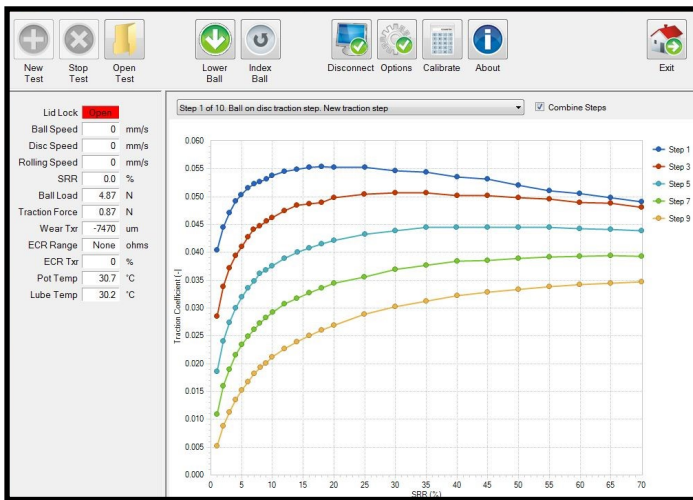 New Test
Stop Test
Open Test
Lower Ball
Index Ball
Disconnect
Options
Calibrate
About
Exit
Lid Lock Open
Ball Speed 0 mm/s
Disc Speed 0 mm/s
Rolling Speed 0 mm/s
SRR 0.0 %
Ball Load 4.87 N
Traction Force 0.87 N
Wear Txr -7470 um
ECR Range None ohms
ECR Txr 0 %
Pot Temp 30.7 °C
Lube Temp 30.2 °C
Step 1 of 10. Ball on disc traction step. New traction step
Combine Steps
Traction Coefficient (-)
0.060
0.055
0.050
0.045
0.040
0.035
0.030
0.025
0.020
0.015
0.010
0.005
0.000
0 5 10 15 20 25 30 35 40 45 50 55 60 65 70
SRR (%)
Step 1
Step 3
Step 5
Step 7
Step 9